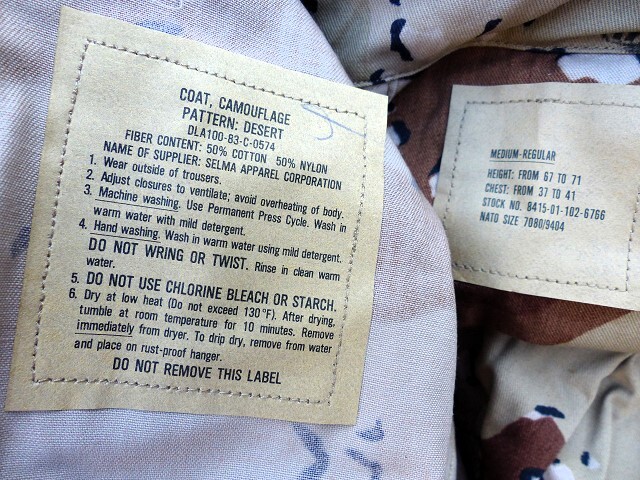 COAT, CAMOUFLAGE
PATTERN: DESERT
DLA100-83-C-0574
FIBER CONTENT: 50% COTTON 50% NYLON
NAME OF SUPPLIER: SELMA APPAREL CORPORATION
1. Wear outside of trousers.
2. Adjust closures to ventilate; avoid overheating of body.
3. Machine washing. Use Permanent Press Cycle. Wash in
warm water with mild detergent.
4. Hand washing. Wash in warm water using mild detergent.
DO NOT WRING OR TWIST. Rinse in clean warm
water.
5. DO NOT USE CHLORINE BLEACH OR STARCH.
6. Dry at low heat (Do not exceed 130°F). After drying,
tumble at room temperature for 10 minutes. Remove
immediately from dryer. To drip dry, remove from water
and place on rust-proof hanger.
DO NOT REMOVE THIS LABEL
MEDIUM-REGULAR
HEIGHT: FROM 67 TO 71
CHEST: FROM 37 TO 41
STOCK NO. 8415-01-102-6766
NATO SIZE 7080/9404